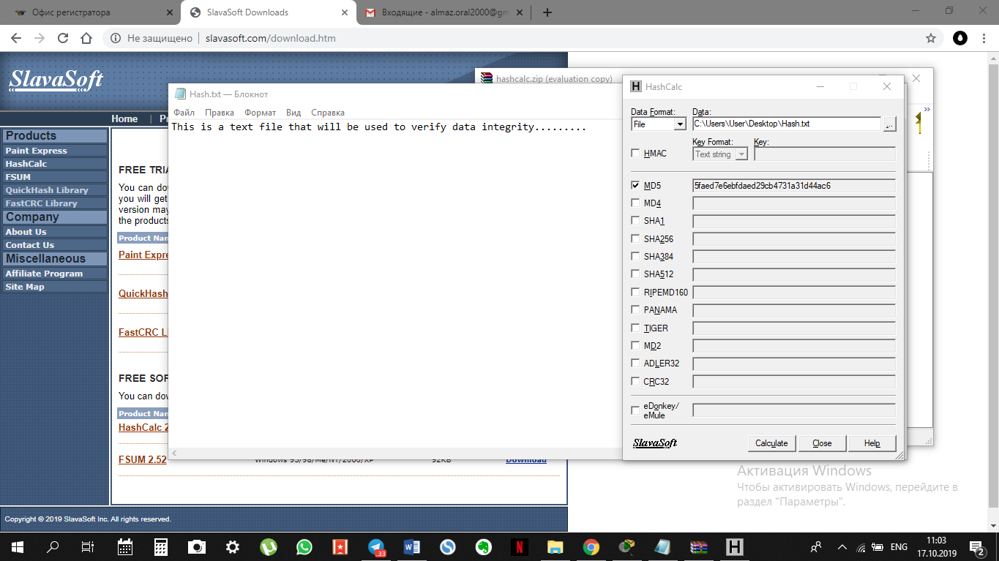 Офис регистратора
SlavaSoft Downloads
Входящие - almaz.oral2000@gm
Не защищено
slavasoft.com/download.htm
SlavaSoft
hashcalc.zip (evaluation copy)
Home | Pr
Products
Paint Express
HashCalc
FSUM
QuickHash Library
FastCRC Library
Company
About Us
Contact Us
Miscellaneous
Affiliate Program
Site Map
FREE TRIA
You can dow
you will get
version may
the products
Product Nam
Paint Expre
QuickHash
FastCRC L
FREE SOF
You can dow
Product Nam
HashCalc 2
FSUM 2.52
Windows 95/98/Me/NT/2000/XP
92KB
Download
Copyright © 2019 SlavaSoft Inc. All rights reserved.
Hash.txt — Блокнот
Файл Правка Формат Вид Справка
This is a text file that will be used to verify data integrity.........
H HashCalc
Data Format:
Data:
File
C:\Users\User\Desktop\Hash.txt
...
Key Format:
Key:
HMAC
Text string
MD5
5faed7e6ebfdaed29cb4731a31d44ac6
MD4
SHA1
SHA256
SHA384
SHA512
RIPEMD160
PANAMA
TIGER
MD2
ADLER32
CRC32
eDonkey/
eMule
SlavaSoft
Calculate
Close
Help
Активация Windows
Чтобы активировать Windows, перейдите в
раздел "Параметры".
33
W
S
N
H
ENG
11:03
17.10.2019
2